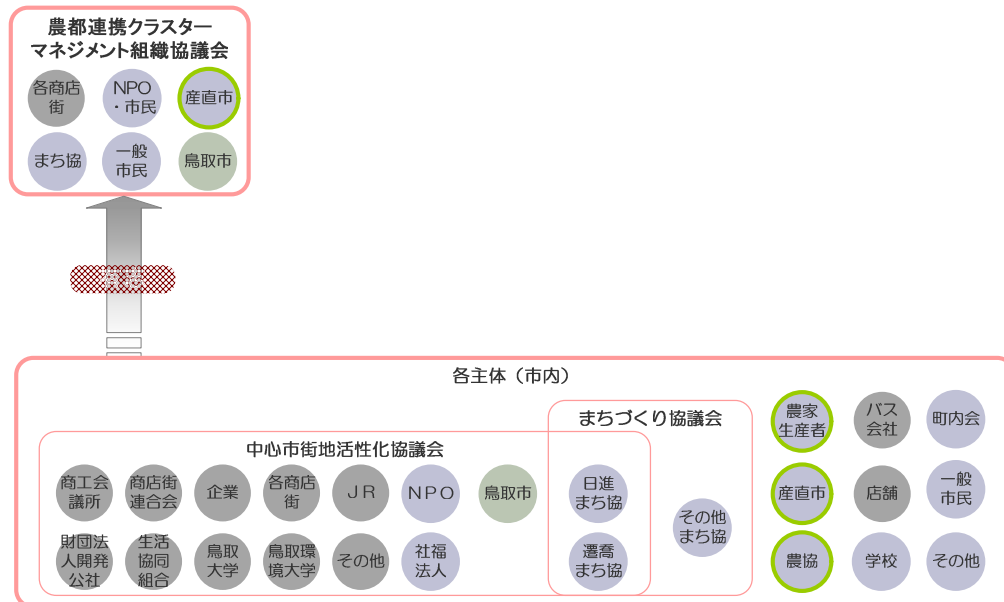 農都連携クラスター
マネジメント組織協議会
各商店
街
NPO
・市民
産直市
まち協
一般
市民
鳥取市
各主体（市内）
まちづくり協議会
中心市街地活性化協議会
商工会
議所
商店街
連合会
企業
各商店
街
ＪＲ
ＮＰＯ
鳥取市
日進
まち協
財団法
人開発
公社
生活
協同
組合
鳥取
大学
鳥取環
境大学
その他
社福
法人
遷喬
まち協
その他
まち協
農家
生産者
バス
会社
町内会
産直市
店舗
一般
市民
農協
学校
その他